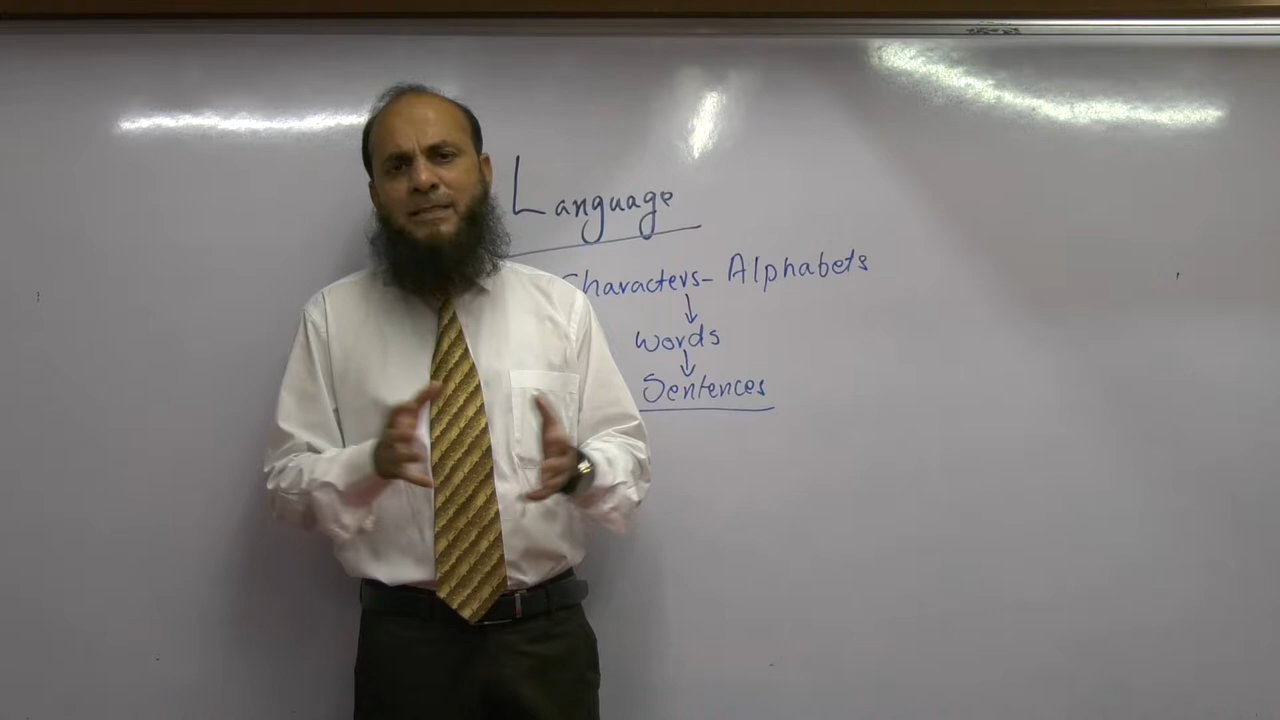 Language
Characters- Alphabets
↓
Words
↓
Sentences